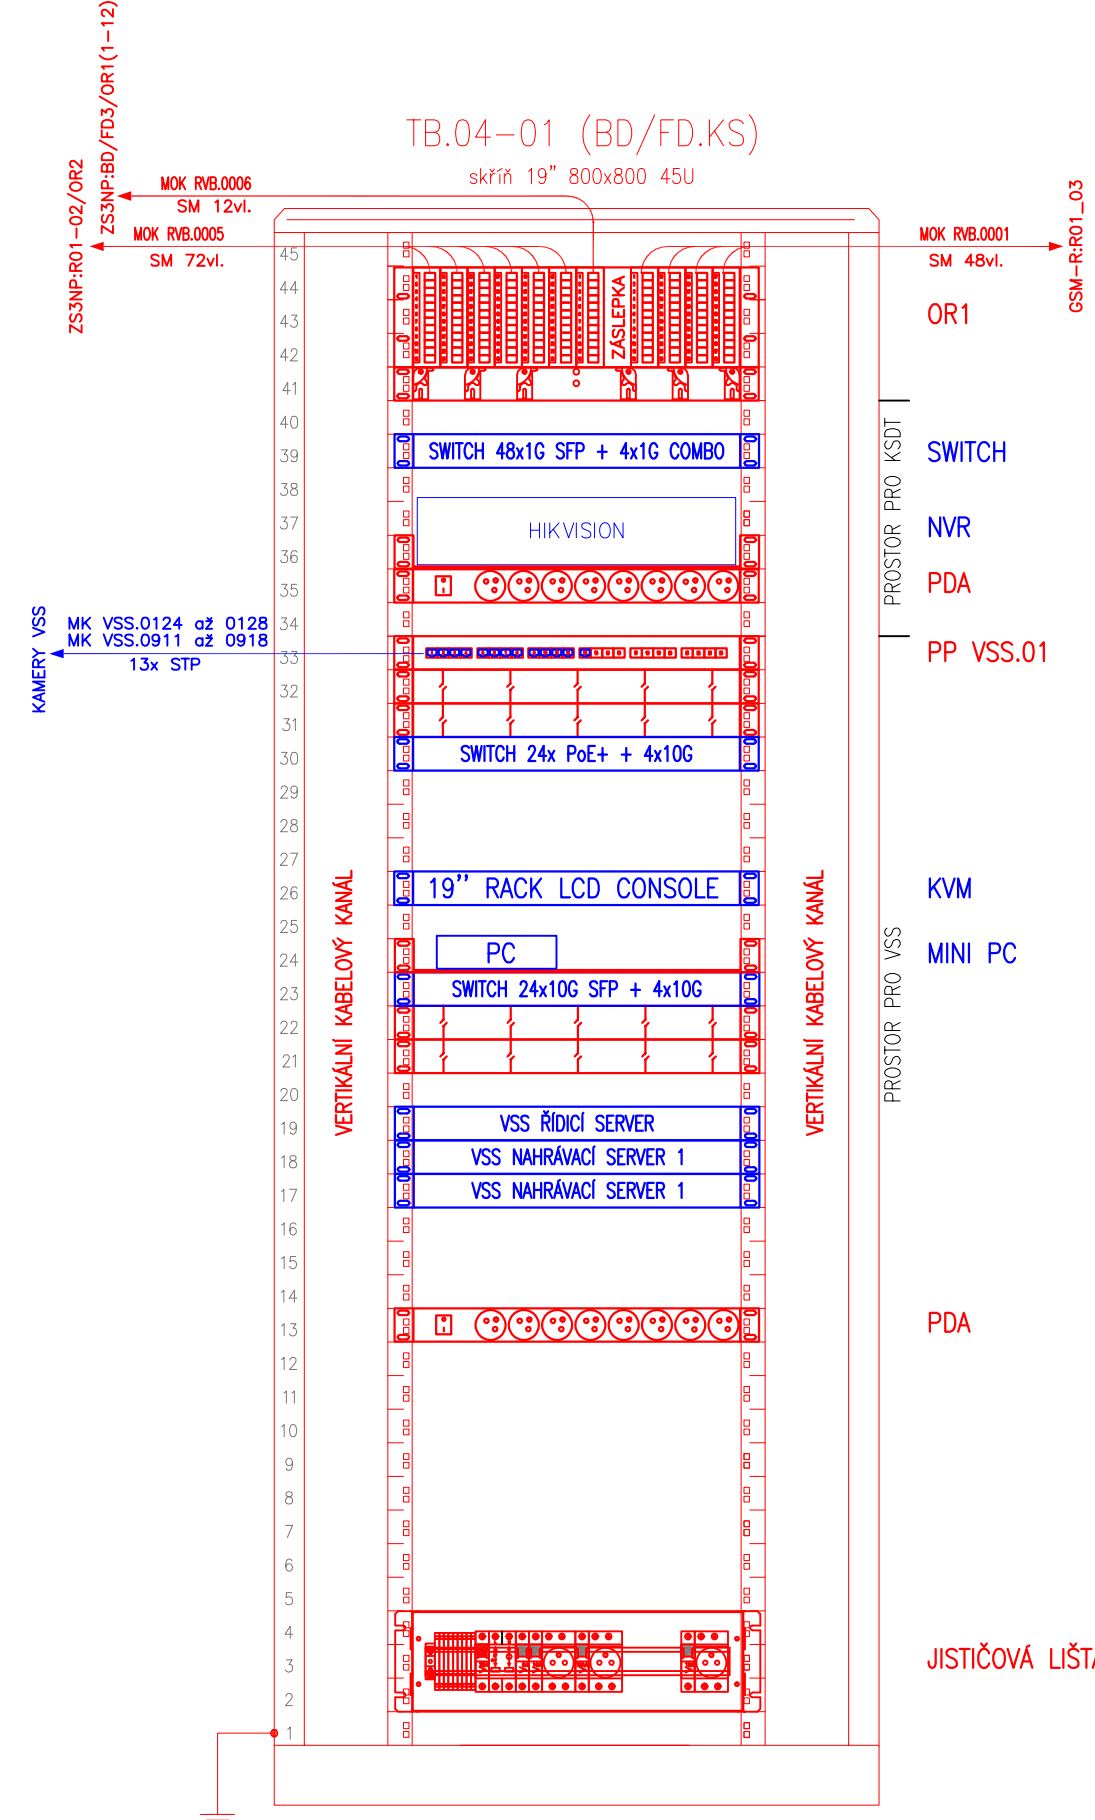 TB.04-01 (BD/FD.KS)
skříň 19" 800x800 45U
ZS3NP:BD/FD3/OR1(1-12)
ZS3NP:R01-02/OR2
MOK RVB.0006
SM 12vl.
MOK RVB.0005
SM 72vl.
MOK RVB.0001
SM 48vl.
GSM-R:R01_03
45
44
43
42
41
40
39
38
37
36
35
34
33
32
31
30
29
28
27
26
25
24
23
22
21
20
19
18
17
16
15
14
13
12
11
10
9
8
7
6
5
4
3
2
1
ZÁSLEPKA
OR1
SWITCH 48x1G SFP + 4x1G COMBO
SWITCH
PROSTOR PRO KSDT
HIKVISION
NVR
PDA
KAMERY VSS
MK VSS.0124 až 0128
MK VSS.0911 až 0918
13x STP
PP VSS.01
SWITCH 24x PoE+ + 4x10G
VERTIKÁLNÍ KABELOVÝ KANÁL
VERTIKÁLNÍ KABELOVÝ KANÁL
19'' RACK LCD CONSOLE
KVM
PC
MINI PC
PROSTOR PRO VSS
SWITCH 24x10G SFP + 4x10G
VSS ŘÍDICÍ SERVER
VSS NAHRÁVACÍ SERVER 1
VSS NAHRÁVACÍ SERVER 1
PDA
JISTIČOVÁ LIŠTA